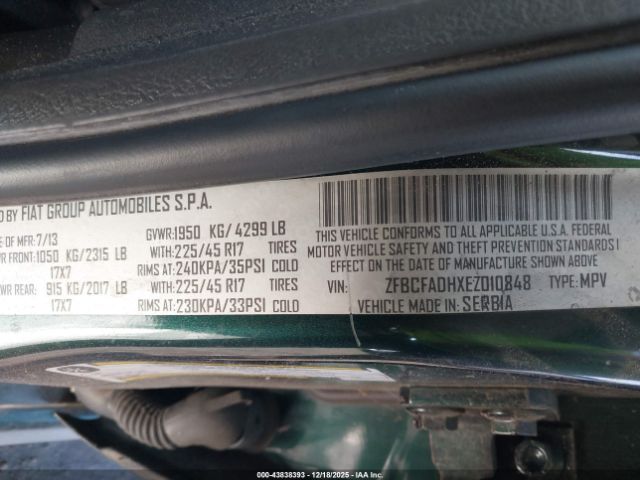 D BY FIAT GROUP AUTOMOBILES S.P.A.
OF MFR: 7/13 GVWR: 1950 KG/ 4299 LB
WR FRONT: 1050 KG/2315 LB WITH: 225/45 R17 TIRES
17X7 RIMS AT: 240KPA/35PSI COLD
WR REAR: 915 KG/2017 LB WITH: 225/45 R17 TIRES
17X7 RIMS AT: 230KPA/33PSI COLD
THIS VEHICLE CONFORMS TO ALL APPLICABLE U.S.A. FEDERAL
MOTOR VEHICLE SAFETY AND THEFT PREVENTION STANDARDS
IN EFFECT ON THE DATE OF MANUFACTURE SHOWN ABOVE
VIN: ZFBCFADHXEZ010848 TYPE: MPV
VEHICLE MADE IN: SERBIA
000-43838393 - 12/18/2025 - IAA.com